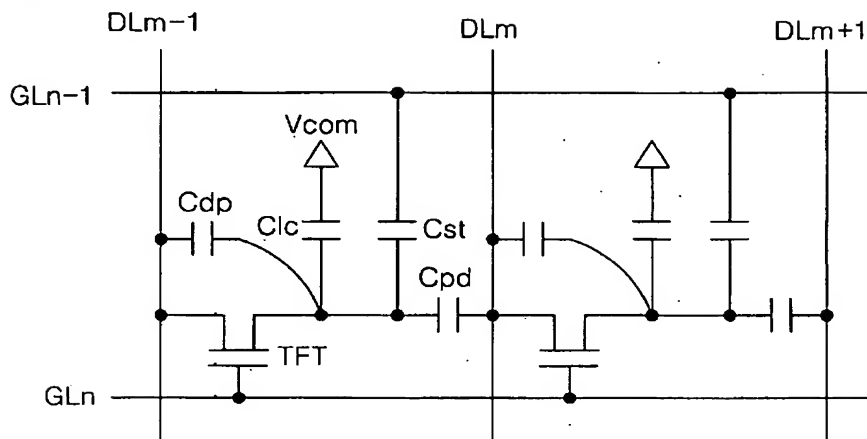 DLm-1 DLm DLm+1
GLn-1
Vcom
Cdp
Clc Cst
Cpd
TFT
GLn